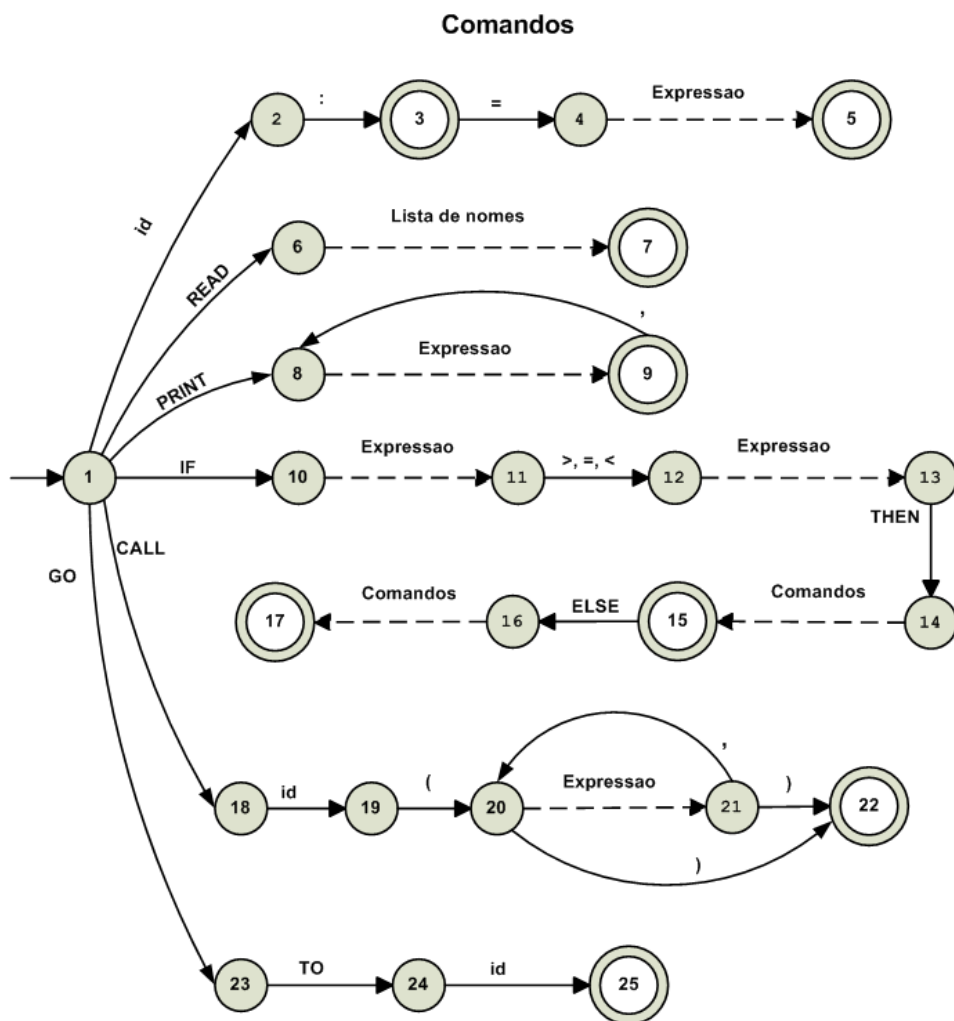 Comandos
2 : 3 = 4 Expressao 5
id
6 Lista de nomes 7
READ
,
8 Expressao 9
PRINT
1 IF 10 Expressao 11 >, =, < 12 Expressao 13
THEN
CALL
GO
17 Comandos 16 ELSE 15 Comandos 14
,
18 id 19 ( 20 Expressao 21 ) 22
)
23 TO 24 id 25